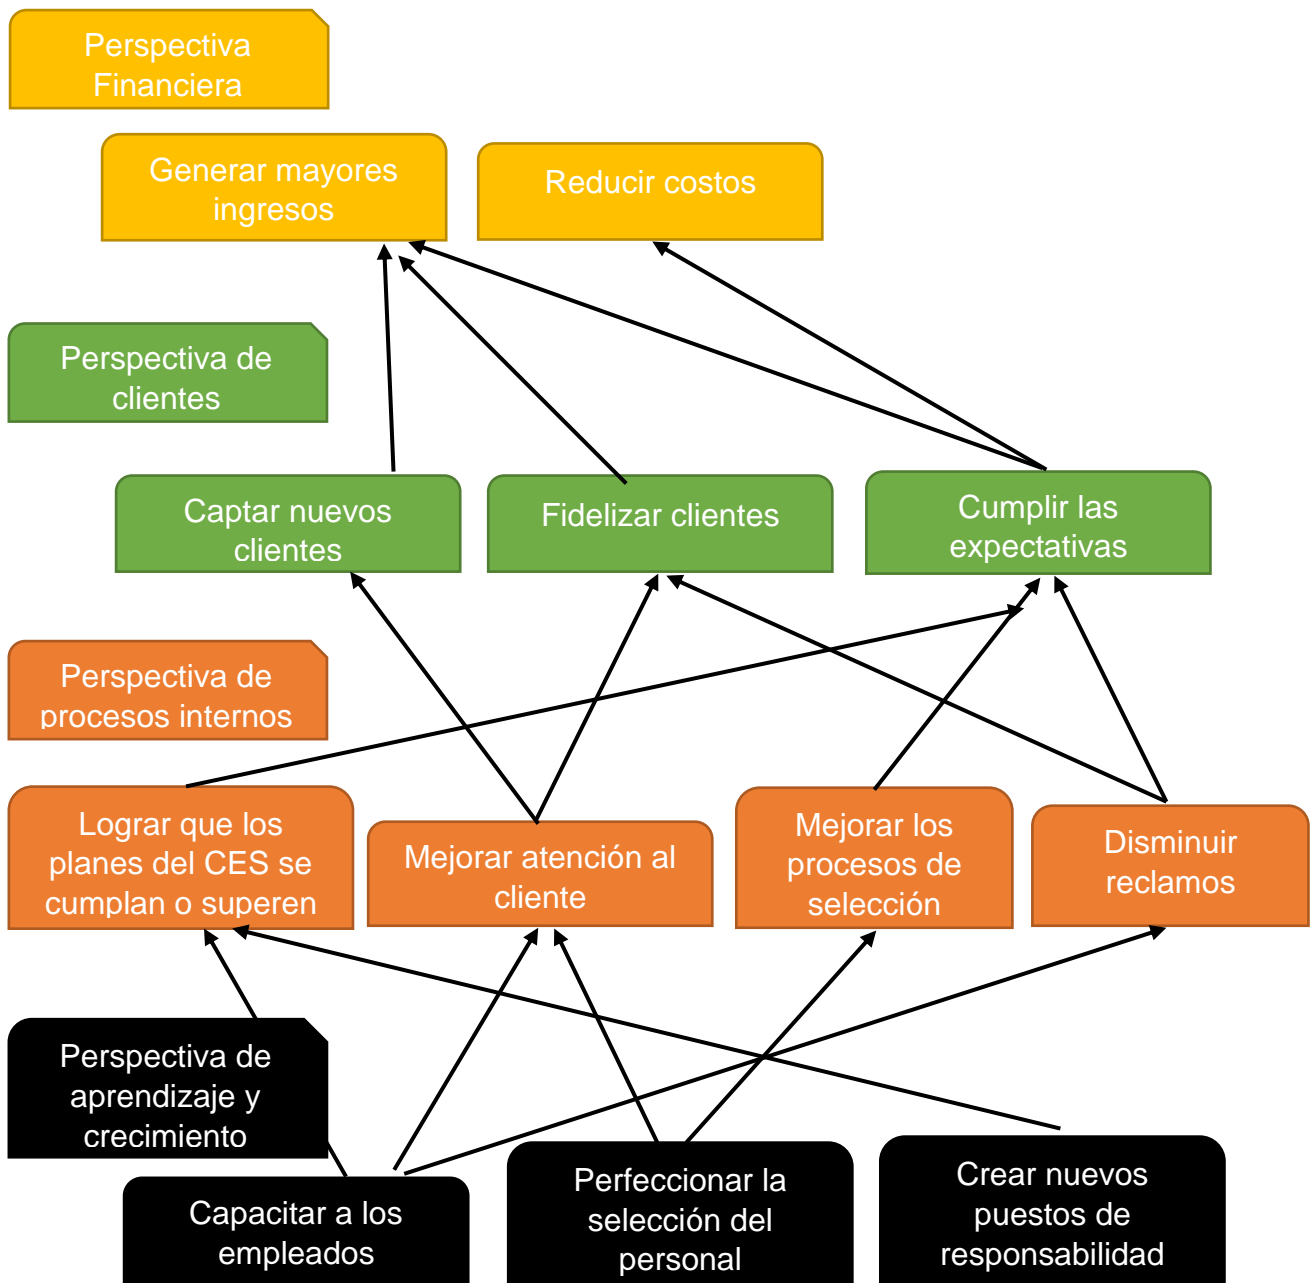 Perspectiva
Financiera
Generar mayores
ingresos
Reducir costos
Perspectiva de
clientes
Captar nuevos
clientes
Fidelizar clientes
Cumplir las
expectativas
Perspectiva de
procesos internos
Lograr que los
planes del CES se
cumplan o superen
Mejorar atención al
cliente
Mejorar los
procesos de
selección
Disminuir
reclamos
Perspectiva de
aprendizaje y
crecimiento
Capacitar a los
empleados
Perfeccionar la
selección del
personal
Crear nuevos
puestos de
responsabilidad